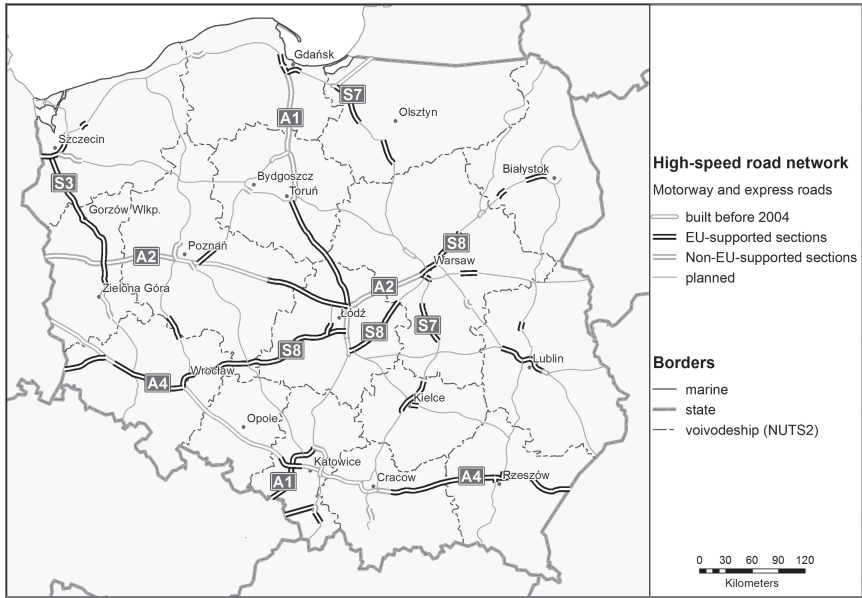 Gdańsk
S7
A1
Olsztyn
Szczecin
Białystok
Bydgoszcz
S3
Toruń
Gorzów Wlkp.
S8
Poznań
A2
Warsaw
A2
Zielona Góra
Łódź
S8
S7
S8
Lublin
Wrocław
A4
Kielce
Opole
Katowice
A1
Cracow
A4
Rzeszów
High-speed road network
Motorway and express roads
built before 2004
EU-supported sections
Non-EU-supported sections
planned
Borders
marine
state
voivodeship (NUTS2)
0 30 60 90 120
Kilometers